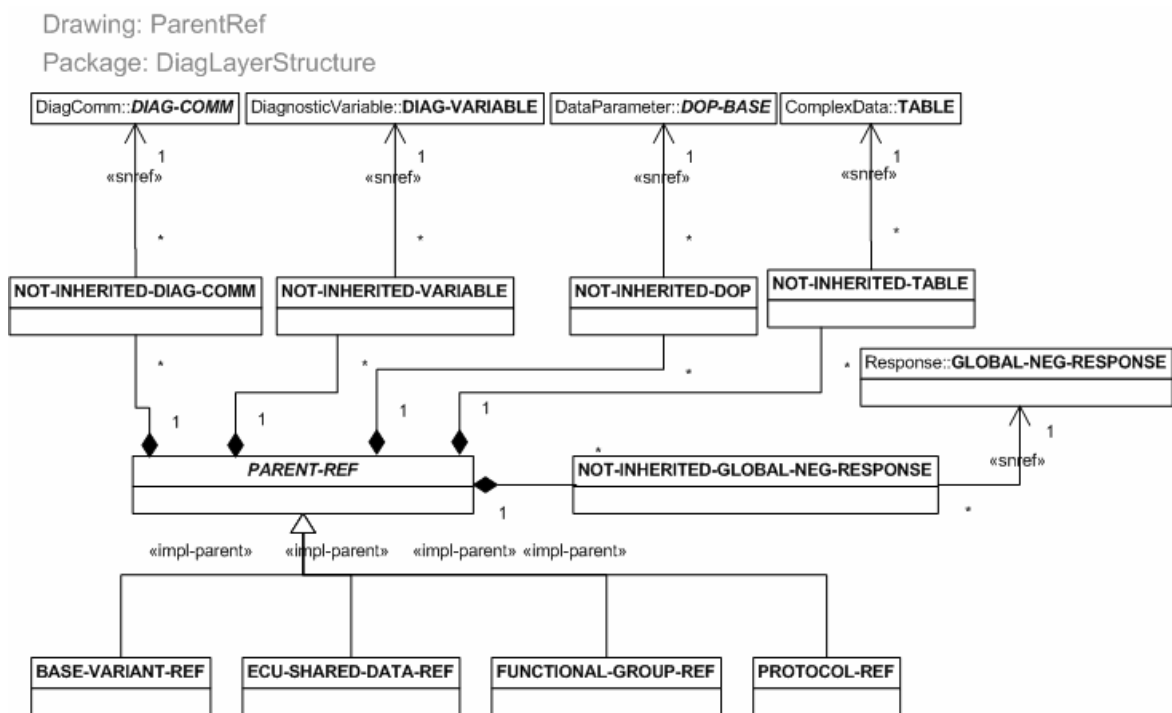 Drawing: ParentRef
Package: DiagLayerStructure
DiagComm::DIAG-COMM
DiagnosticVariable::DIAG-VARIABLE
DataParameter::DOP-BASE
ComplexData::TABLE
1
1
1
1
«snref»
«snref»
«snref»
«snref»
*
*
*
*
NOT-INHERITED-DIAG-COMM
NOT-INHERITED-VARIABLE
NOT-INHERITED-DOP
NOT-INHERITED-TABLE
*
*
*
*
Response::GLOBAL-NEG-RESPONSE
1
1
1
1
1
«snref»
PARENT-REF
*
NOT-INHERITED-GLOBAL-NEG-RESPONSE
1
*
«impl-parent»
«impl-parent»
«impl-parent»
«impl-parent»
BASE-VARIANT-REF
ECU-SHARED-DATA-REF
FUNCTIONAL-GROUP-REF
PROTOCOL-REF